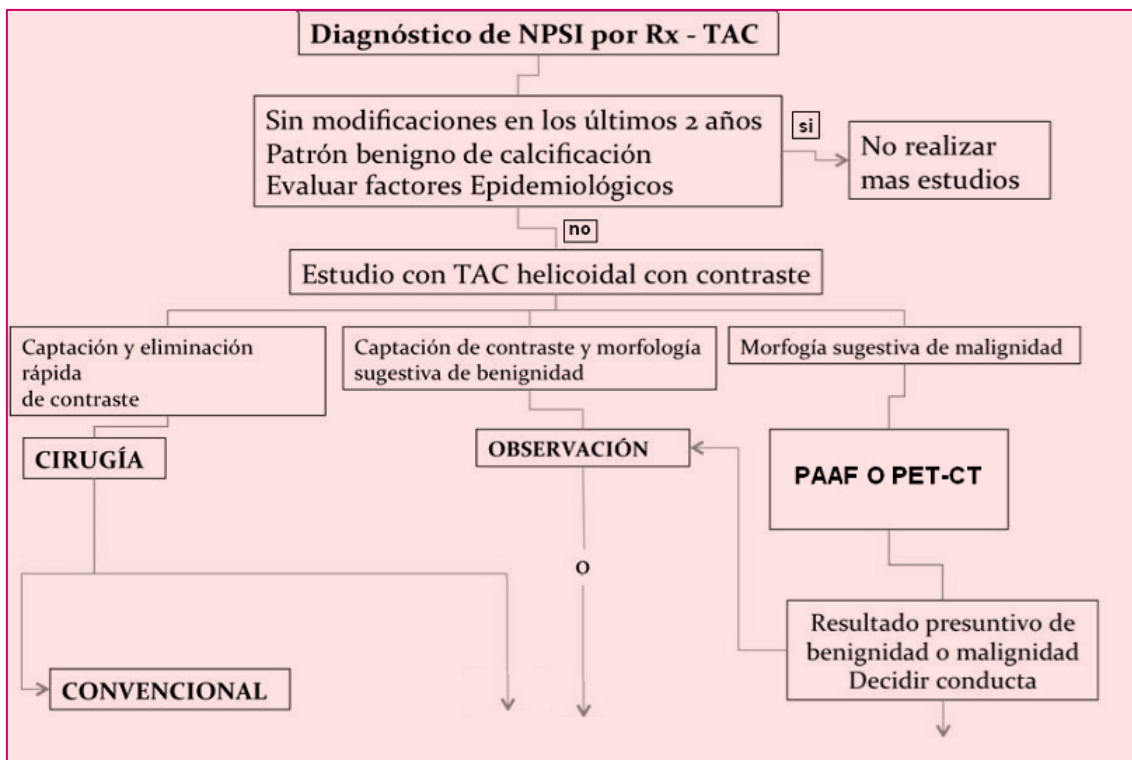 Diagnóstico de NPSI por Rx - TAC
Sin modificaciones en los últimos 2 años
Patrón benigno de calcificación
Evaluar factores Epidemiológicos
si
No realizar
mas estudios
no
Estudio con TAC helicoidal con contraste
Captación y eliminación
rápida
de contraste
Captación de contraste y morfología
sugestiva de benignidad
Morfogía sugestiva de malignidad
CIRUGÍA
OBSERVACIÓN
PAAF O PET-CT
O
Resultado presuntivo de
benignidad o malignidad
Decidir conducta
CONVENCIONAL